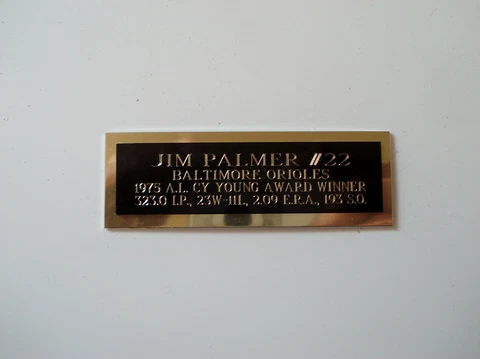 JIM PALMER #22
BALTIMORE ORIOLES
1975 A.L. CY YOUNG AWARD WINNER
323.0 I.P., 23W-11L, 2.09 E.R.A., 193 S.O.